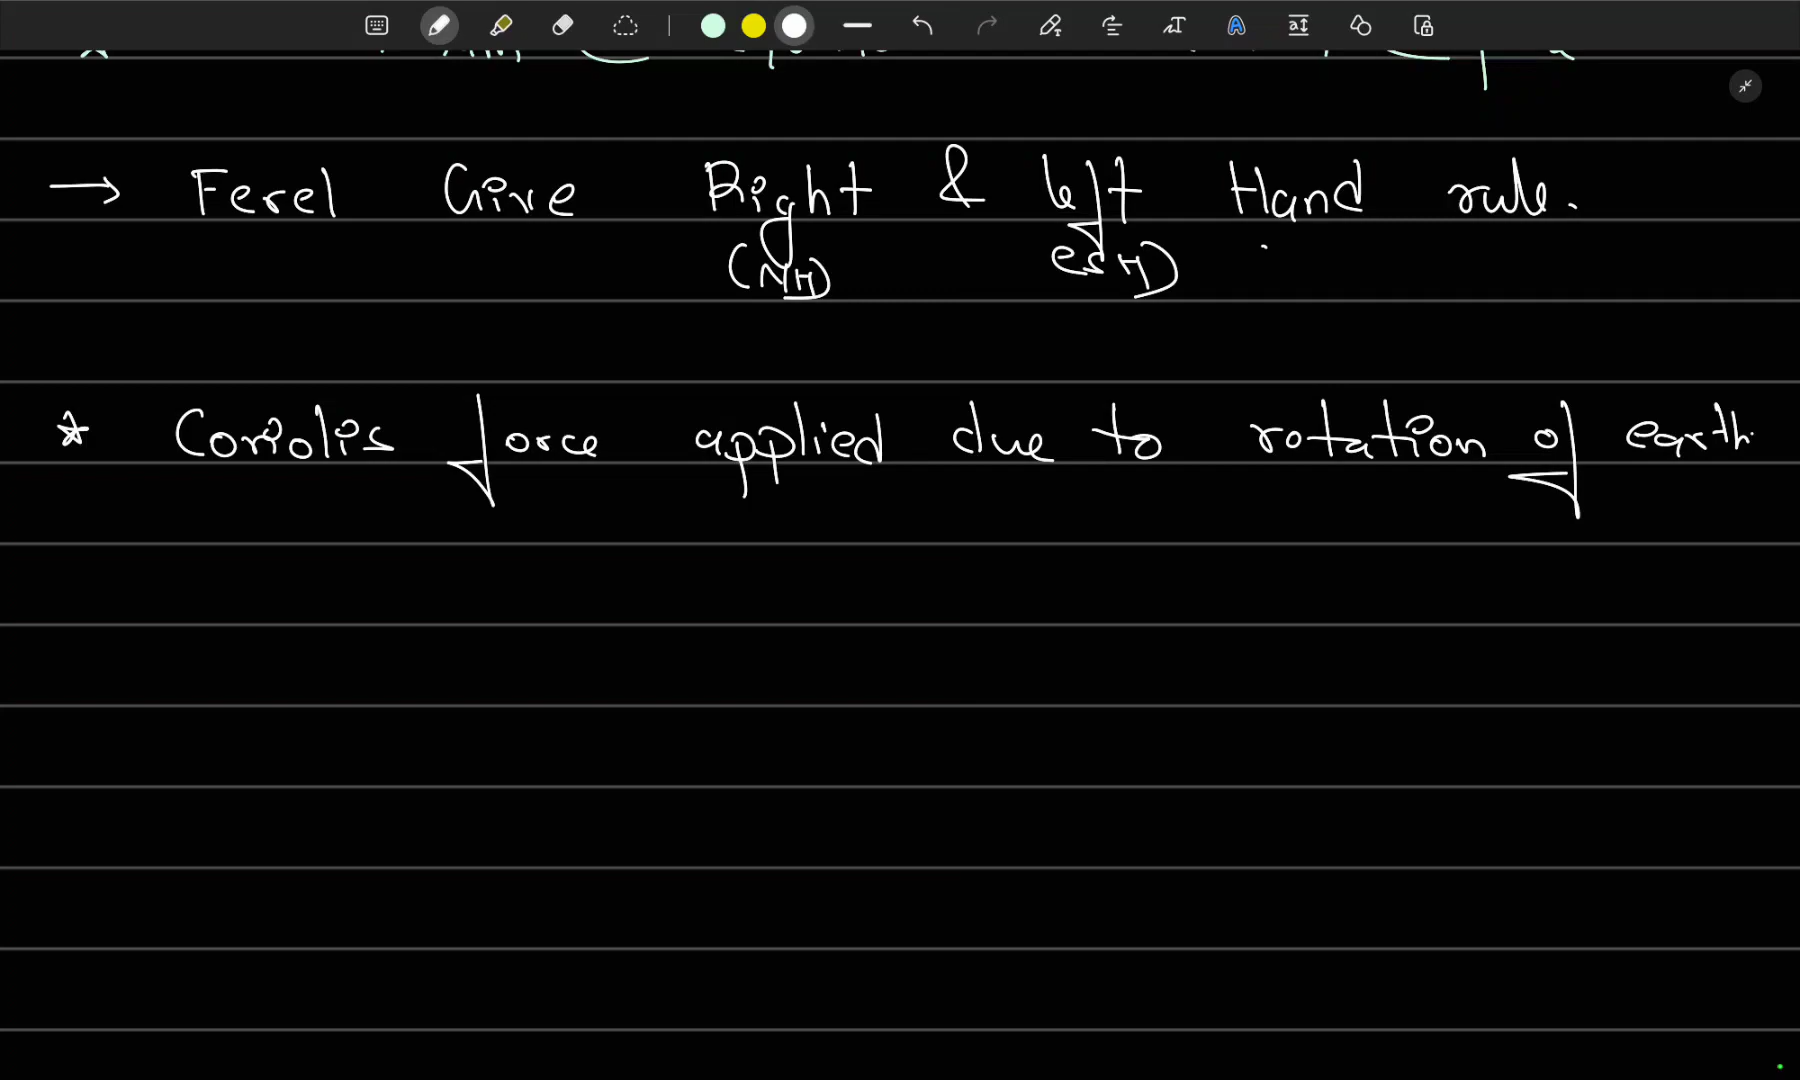 → Ferel Give Right & left Hand rule.
(NH) (SH)
* Coriolis force applied due to rotation of earth.